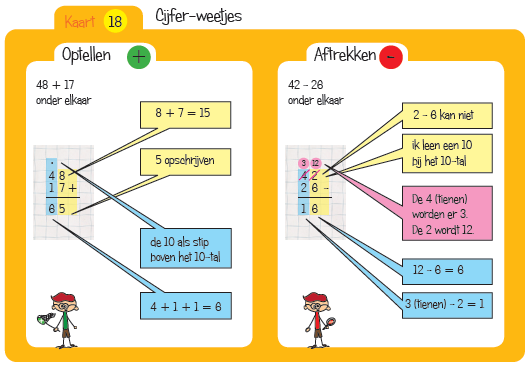 Kaart 18
Cijfer-weetjes
Optellen +
48 + 17
onder elkaar
8 + 7 = 15
5 opschrijven
4 8
1 7 +
6 5
de 10 als stip
boven het 10-tal
4 + 1 + 1 = 6
Aftrekken -
42 - 26
onder elkaar
2 - 6 kan niet
ik leen een 10
bij het 10-tal
3 12
4 2
2 6 -
1 6
De 4 (tienen)
worden er 3.
De 2 wordt 12.
12 - 6 = 6
3 (tienen) - 2 = 1